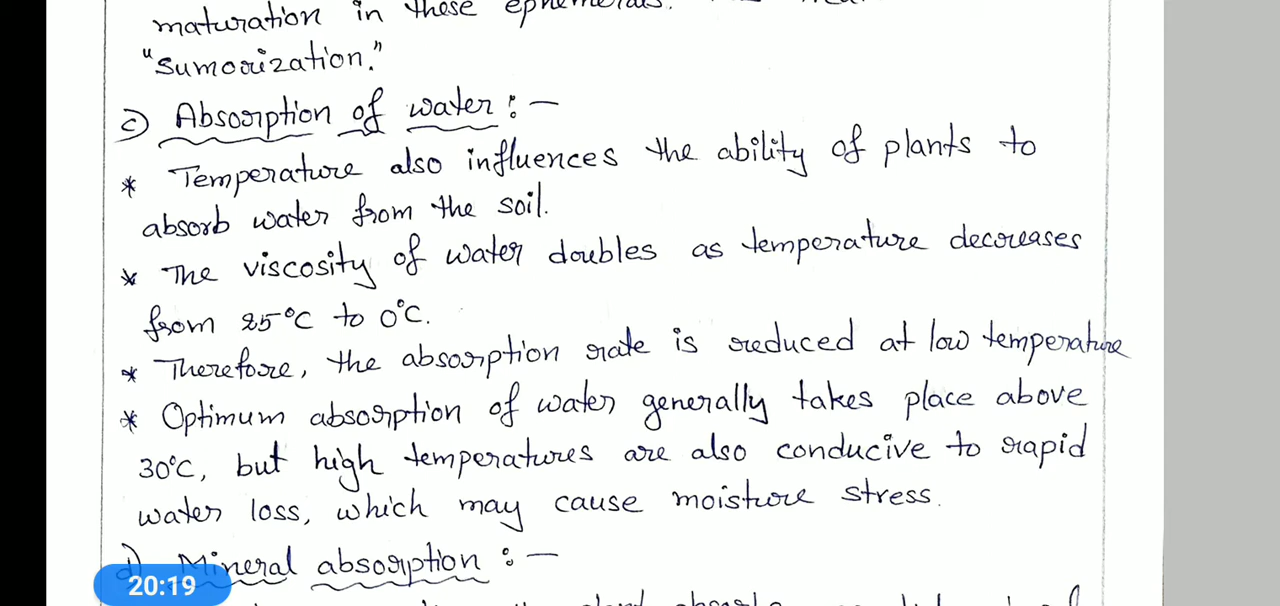 maturation in these ephemerals.
"sumorization."
c) Absorption of water :-
* Temperature also influences the ability of plants to
absorb water from the soil.
* The viscosity of water doubles as temperature decreases
from 25°C to 0°C.
* Therefore, the absorption rate is reduced at low temperature
* Optimum absorption of water generally takes place above
30°C, but high temperatures are also conducive to rapid
water loss, which may cause moisture stress.
d) Mineral absorption :-
20:19